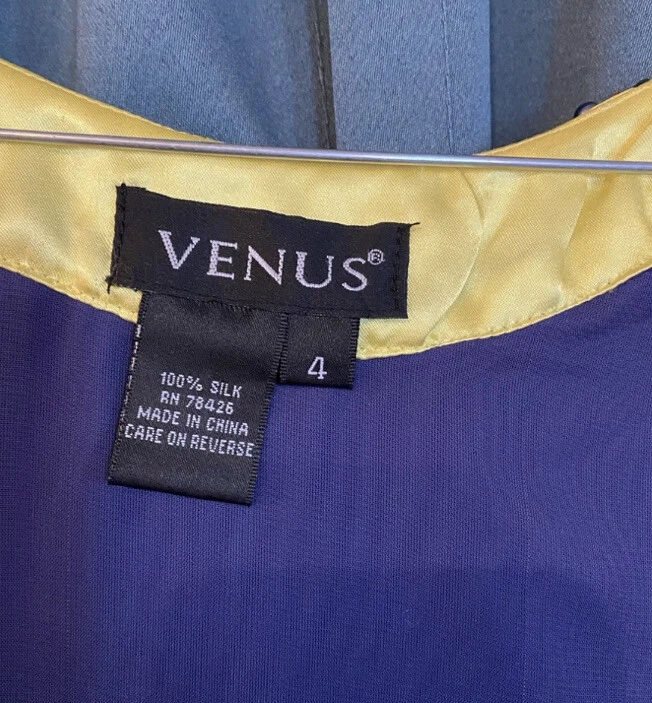 VENUS®
4
100% SILK
RN 78426
MADE IN CHINA
CARE ON REVERSE